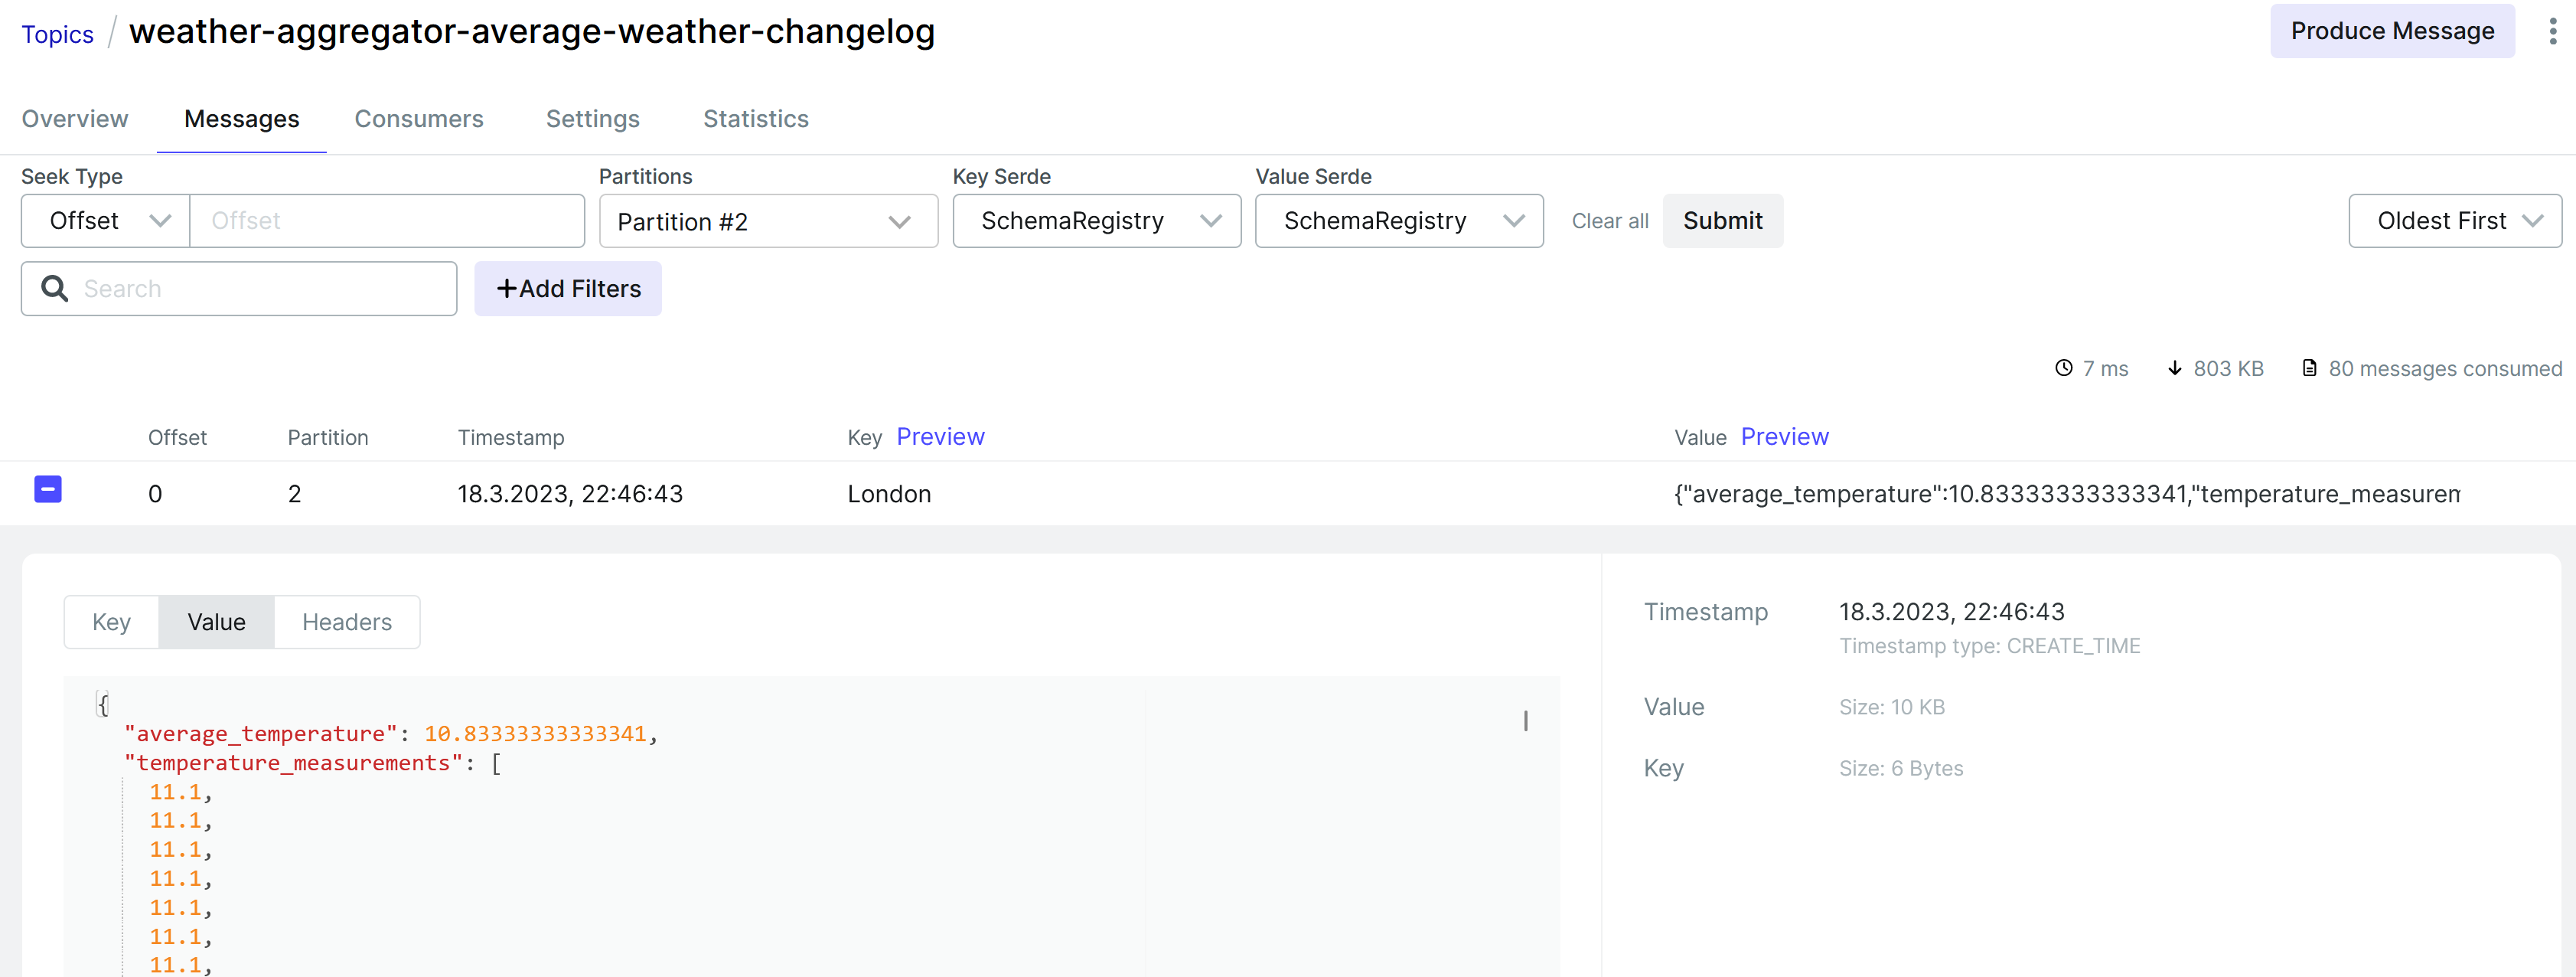 Topics / weather-aggregator-average-weather-changelog
Produce Message
Overview Messages Consumers Settings Statistics
Seek Type Partitions Key Serde Value Serde
Offset Offset Partition #2 SchemaRegistry SchemaRegistry Clear all Submit Oldest First
Search +Add Filters
7 ms 803 KB 80 messages consumed
Offset Partition Timestamp Key Preview Value Preview
0 2 18.3.2023, 22:46:43 London {"average_temperature":10.83333333333341,"temperature_measurem
Key Value Headers
{
"average_temperature": 10.83333333333341,
"temperature_measurements": [
11.1,
11.1,
11.1,
11.1,
11.1,
11.1,
11.1,
Timestamp 18.3.2023, 22:46:43
Timestamp type: CREATE_TIME
Value Size: 10 KB
Key Size: 6 Bytes